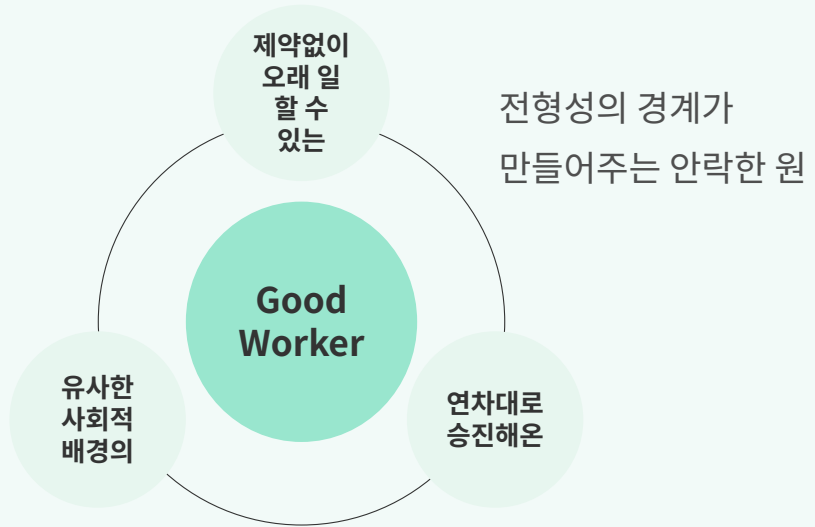 제약없이
오래 일
할 수
있는
전형성의 경계가
만들어주는 안락한 원
Good
Worker
유사한
사회적
배경의
연차대로
승진해온